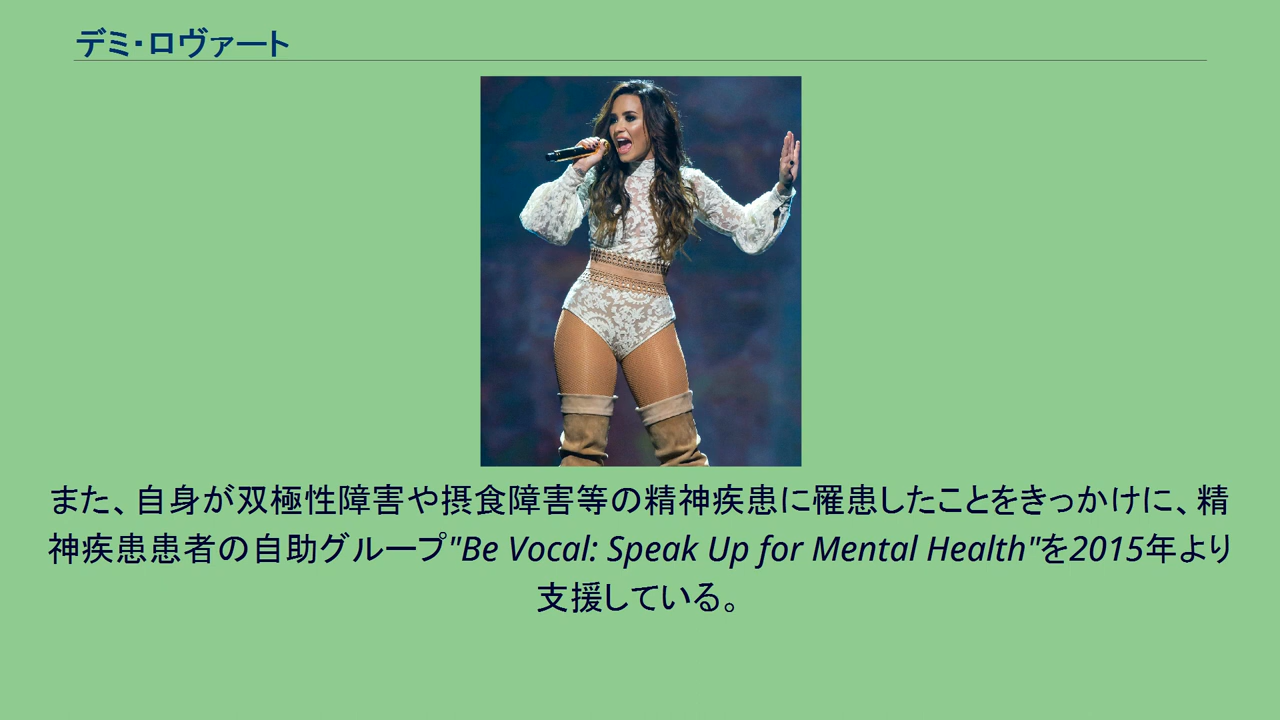 デミ・ロヴァート
また、自身が双極性障害や摂食障害等の精神疾患に罹患したことをきっかけに、精
神疾患患者の自助グループ"Be Vocal: Speak Up for Mental Health"を2015年より
支援している。